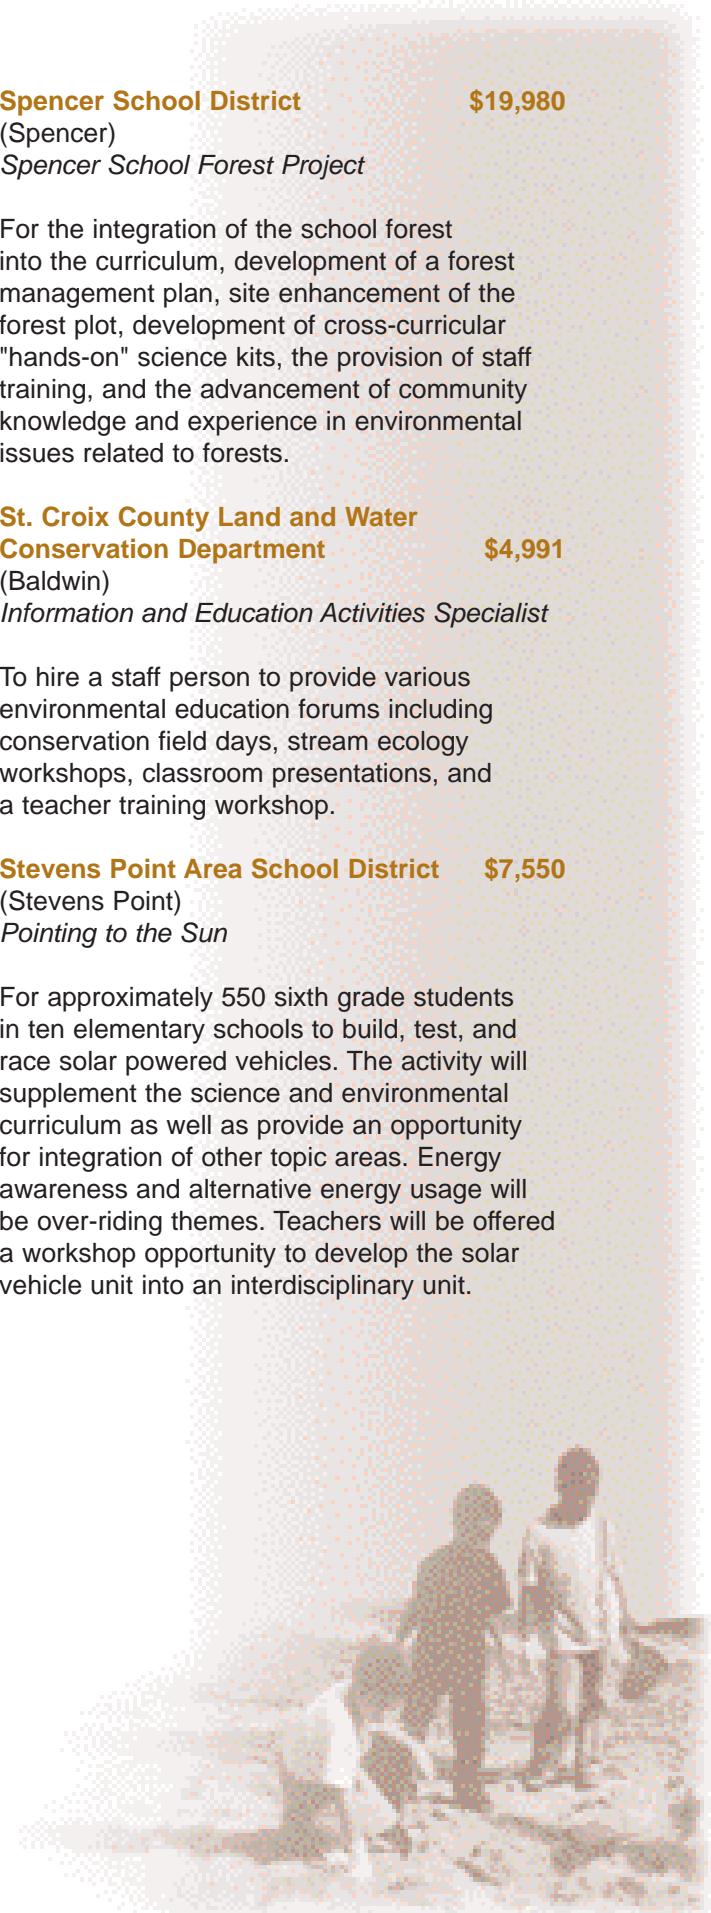 Spencer School District $19,980
(Spencer)
Spencer School Forest Project
For the integration of the school forest
into the curriculum, development of a forest
management plan, site enhancement of the
forest plot, development of cross-curricular
"hands-on" science kits, the provision of staff
training, and the advancement of community
knowledge and experience in environmental
issues related to forests.
St. Croix County Land and Water
Conservation Department $4,991
(Baldwin)
Information and Education Activities Specialist
To hire a staff person to provide various
environmental education forums including
conservation field days, stream ecology
workshops, classroom presentations, and
a teacher training workshop.
Stevens Point Area School District $7,550
(Stevens Point)
Pointing to the Sun
For approximately 550 sixth grade students
in ten elementary schools to build, test, and
race solar powered vehicles. The activity will
supplement the science and environmental
curriculum as well as provide an opportunity
for integration of other topic areas. Energy
awareness and alternative energy usage will
be over-riding themes. Teachers will be offered
a workshop opportunity to develop the solar
vehicle unit into an interdisciplinary unit.